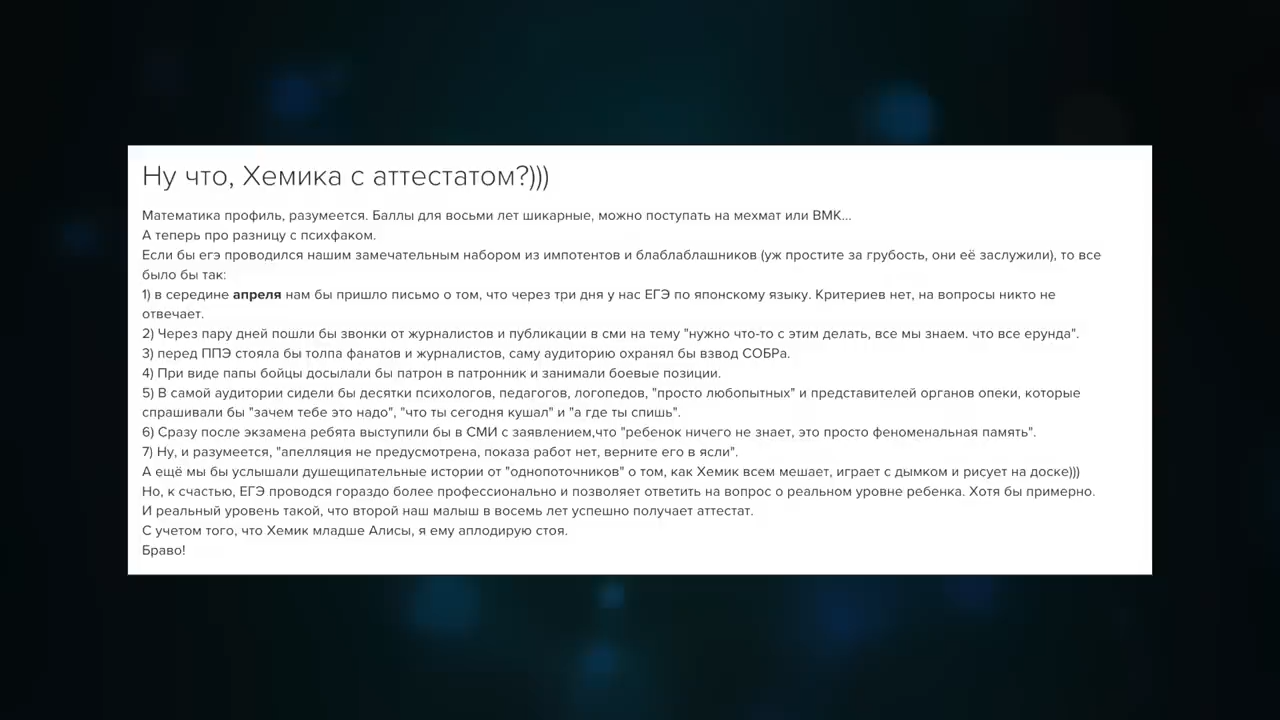 Ну что, Хемика с аттестатом?)))
Математика профиль, разумеется. Баллы для восьми лет шикарные, можно поступать на мехмат или ВМК...
А теперь про разницу с психфаком.
Если бы егэ проводился нашим замечательным набором из импотентов и блаблаблашников (уж простите за грубость, они её заслужили), то все
было бы так:
1) в середине апреля нам бы пришло письмо о том, что через три дня у нас ЕГЭ по японскому языку. Критериев нет, на вопросы никто не
отвечает.
2) Через пару дней пошли бы звонки от журналистов и публикации в сми на тему "нужно что-то с этим делать, все мы знаем. что все ерунда".
3) перед ППЭ стояла бы толпа фанатов и журналистов, саму аудиторию охранял бы взвод СОБРа.
4) При виде папы бойцы досылали бы патрон в патронник и занимали боевые позиции.
5) В самой аудитории сидели бы десятки психологов, педагогов, логопедов, "просто любопытных" и представителей органов опеки, которые
спрашивали бы "зачем тебе это надо", "что ты сегодня кушал" и "а где ты спишь".
6) Сразу после экзамена ребята выступили бы в СМИ с заявлением,что "ребенок ничего не знает, это просто феноменальная память".
7) Ну, и разумеется, "апелляция не предусмотрена, показа работ нет, верните его в ясли".
А ещё мы бы услышали душещипательные истории от "однопоточников" о том, как Хемик всем мешает, играет с дымком и рисует на доске)))
Но, к счастью, ЕГЭ проводся гораздо более профессионально и позволяет ответить на вопрос о реальном уровне ребенка. Хотя бы примерно.
И реальный уровень такой, что второй наш малыш в восемь лет успешно получает аттестат.
С учетом того, что Хемик младше Алисы, я ему аплодирую стоя.
Браво!